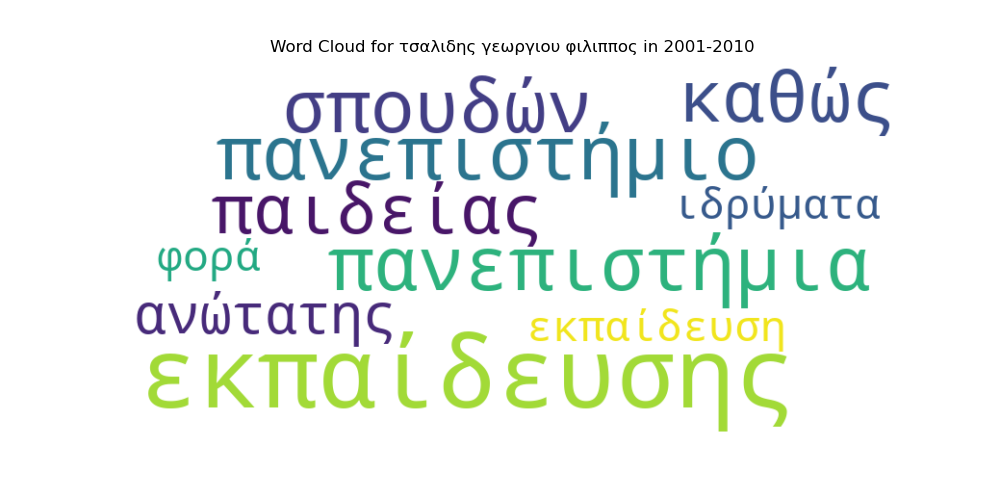 Word Cloud for τσαλιδης γεωργιου φιλιππος in 2001-2010
σπουδών
καθώς
πανεπιστήμιο
παιδείας
ιδρύματα
φορά
πανεπιστήμια
ανώτατης
εκπαίδευση
εκπαίδευσης